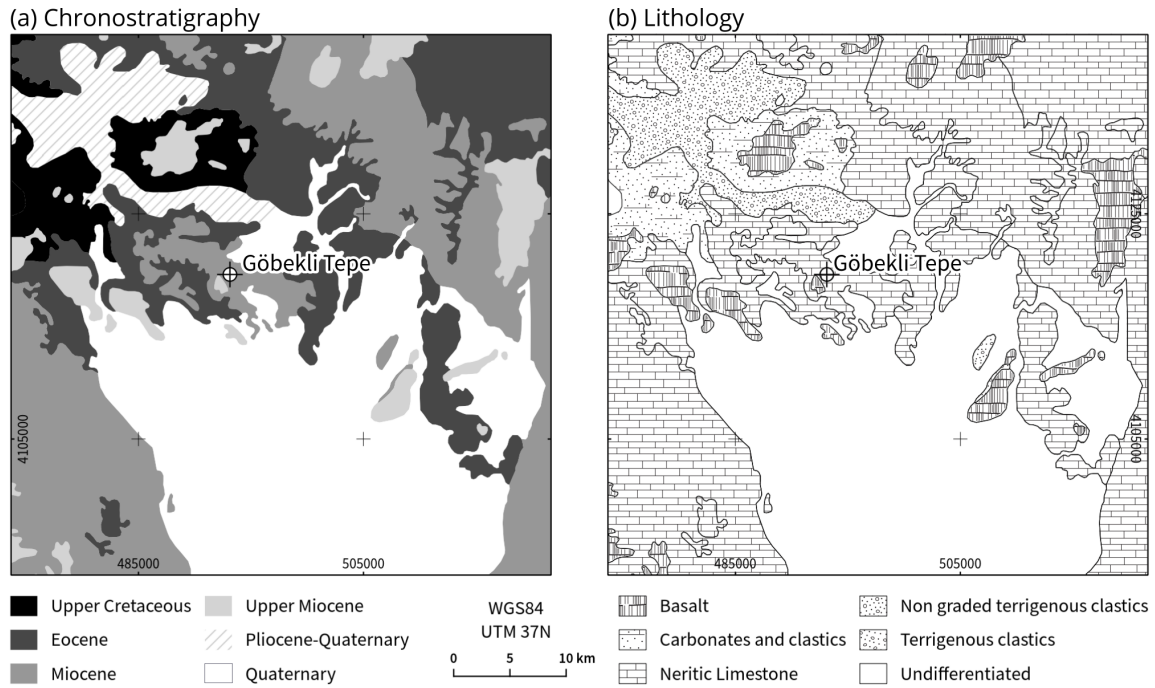 (a) Chronostratigraphy
(b) Lithology
Göbekli Tepe
Göbekli Tepe
4125000
4105000
4105000
485000
505000
485000
505000
Upper Cretaceous
Upper Miocene
Eocene
Pliocene-Quaternary
Miocene
Quaternary
WGS84
UTM 37N
0 5 10 km
Basalt
Non graded terrigenous clastics
Carbonates and clastics
Terrigenous clastics
Neritic Limestone
Undifferentiated